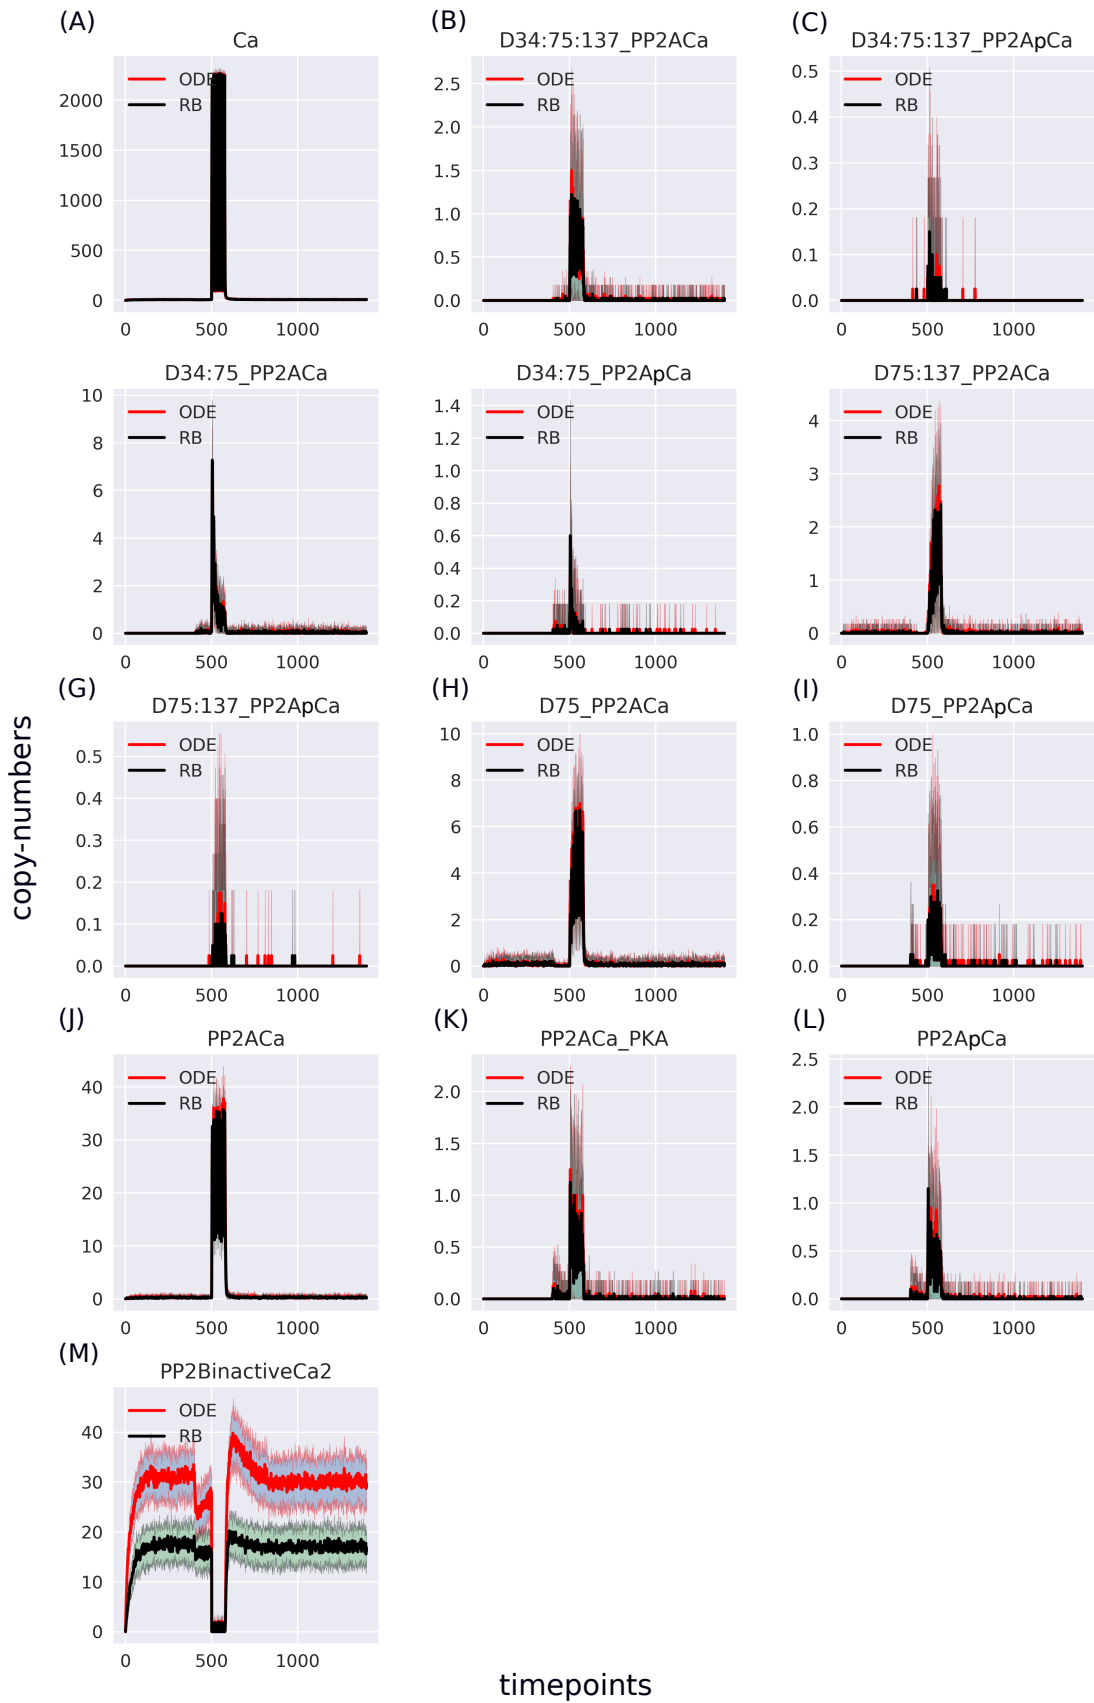 (A)
Ca
ODE
RB
2000
1500
1000
500
0
0
500
1000
(B)
D34:75:137_PP2ACa
ODE
RB
2.5
2.0
1.5
1.0
0.5
0.0
0
500
1000
(C)
D34:75:137_PP2ApCa
ODE
RB
0.5
0.4
0.3
0.2
0.1
0.0
0
500
1000
D34:75_PP2ACa
ODE
RB
10
8
6
4
2
0
0
500
1000
D34:75_PP2ApCa
ODE
RB
1.4
1.2
1.0
0.8
0.6
0.4
0.2
0.0
0
500
1000
D75:137_PP2ACa
ODE
RB
4
3
2
1
0
0
500
1000
(G)
D75:137_PP2ApCa
ODE
RB
0.5
0.4
0.3
0.2
0.1
0.0
0
500
1000
(H)
D75_PP2ACa
ODE
RB
10
8
6
4
2
0
0
500
1000
(I)
D75_PP2ApCa
ODE
RB
1.0
0.8
0.6
0.4
0.2
0.0
0
500
1000
(J)
PP2ACa
ODE
RB
40
30
20
10
0
0
500
1000
(K)
PP2ACa_PKA
ODE
RB
2.0
1.5
1.0
0.5
0.0
0
500
1000
(L)
PP2ApCa
ODE
RB
2.5
2.0
1.5
1.0
0.5
0.0
0
500
1000
(M)
PP2BinactiveCa2
ODE
RB
40
30
20
10
0
0
500
1000
copy-numbers
timepoints